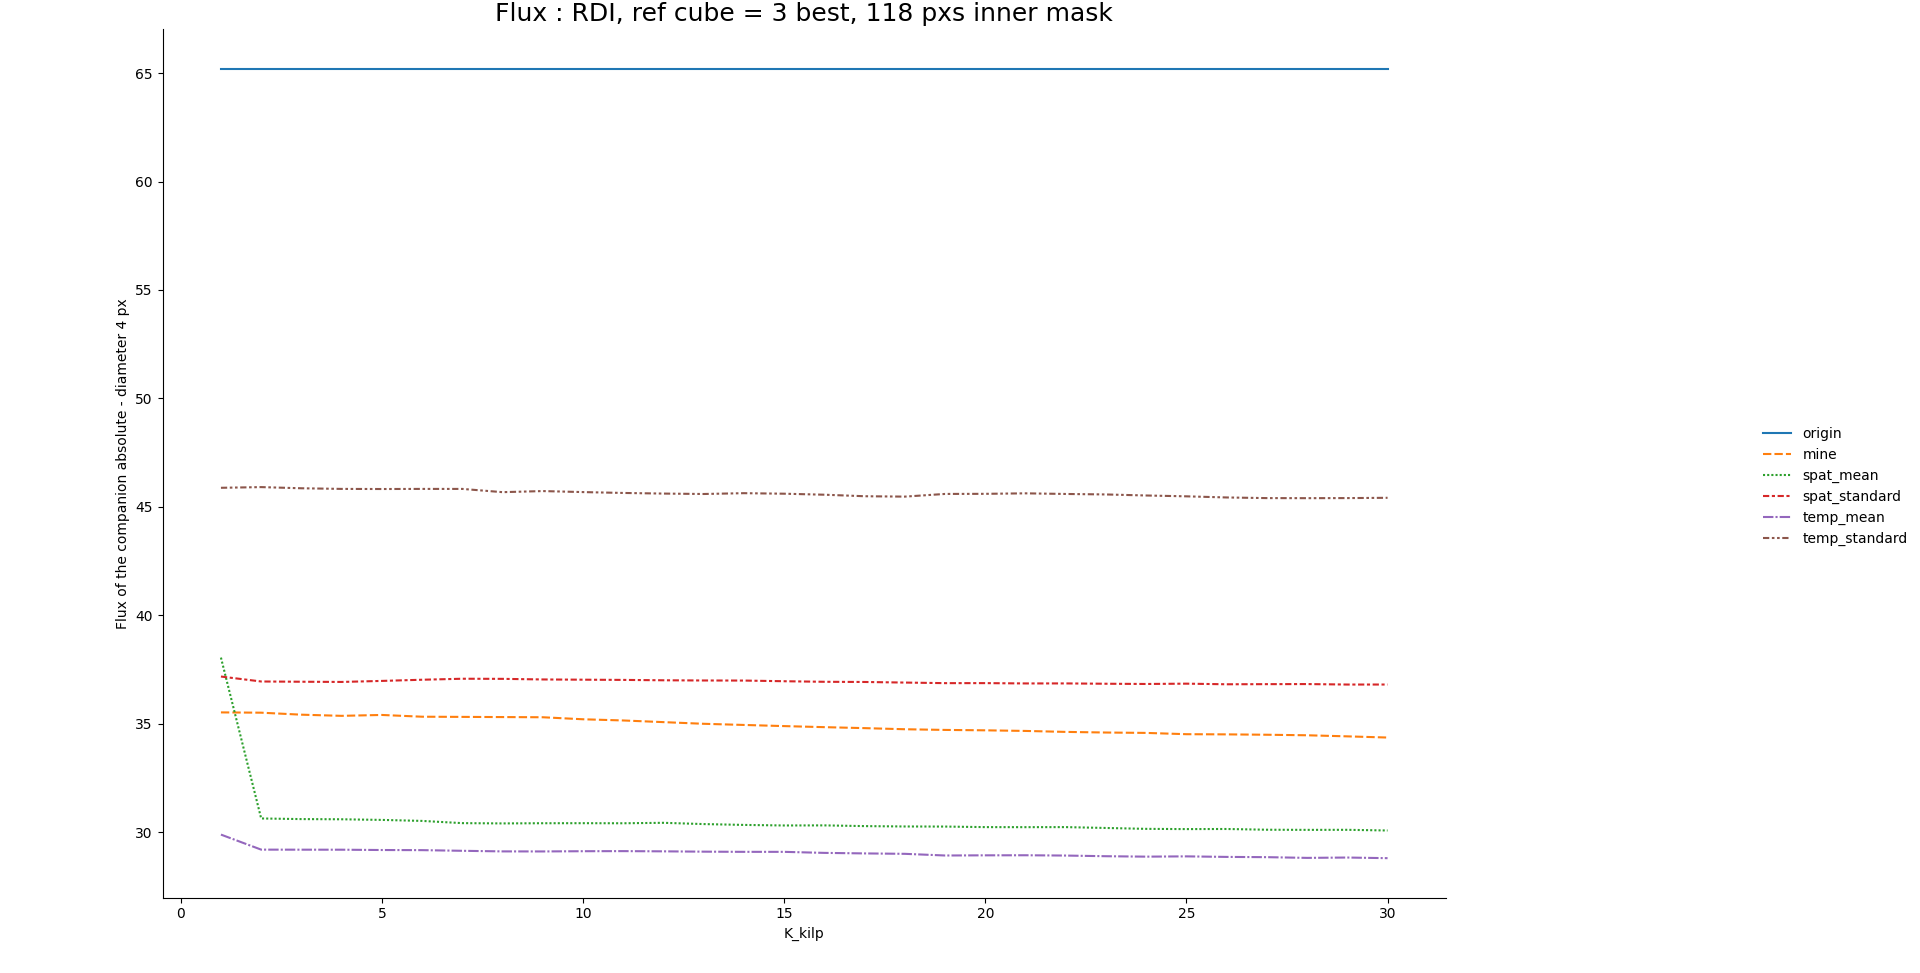 Flux : RDI, ref cube = 3 best, 118 pxs inner mask
65
60
55
50
45
40
35
30
Flux of the companion absolute - diameter 4 px
0 5 10 15 20 25 30
K_kilp
origin
mine
spat_mean
spat_standard
temp_mean
temp_standard